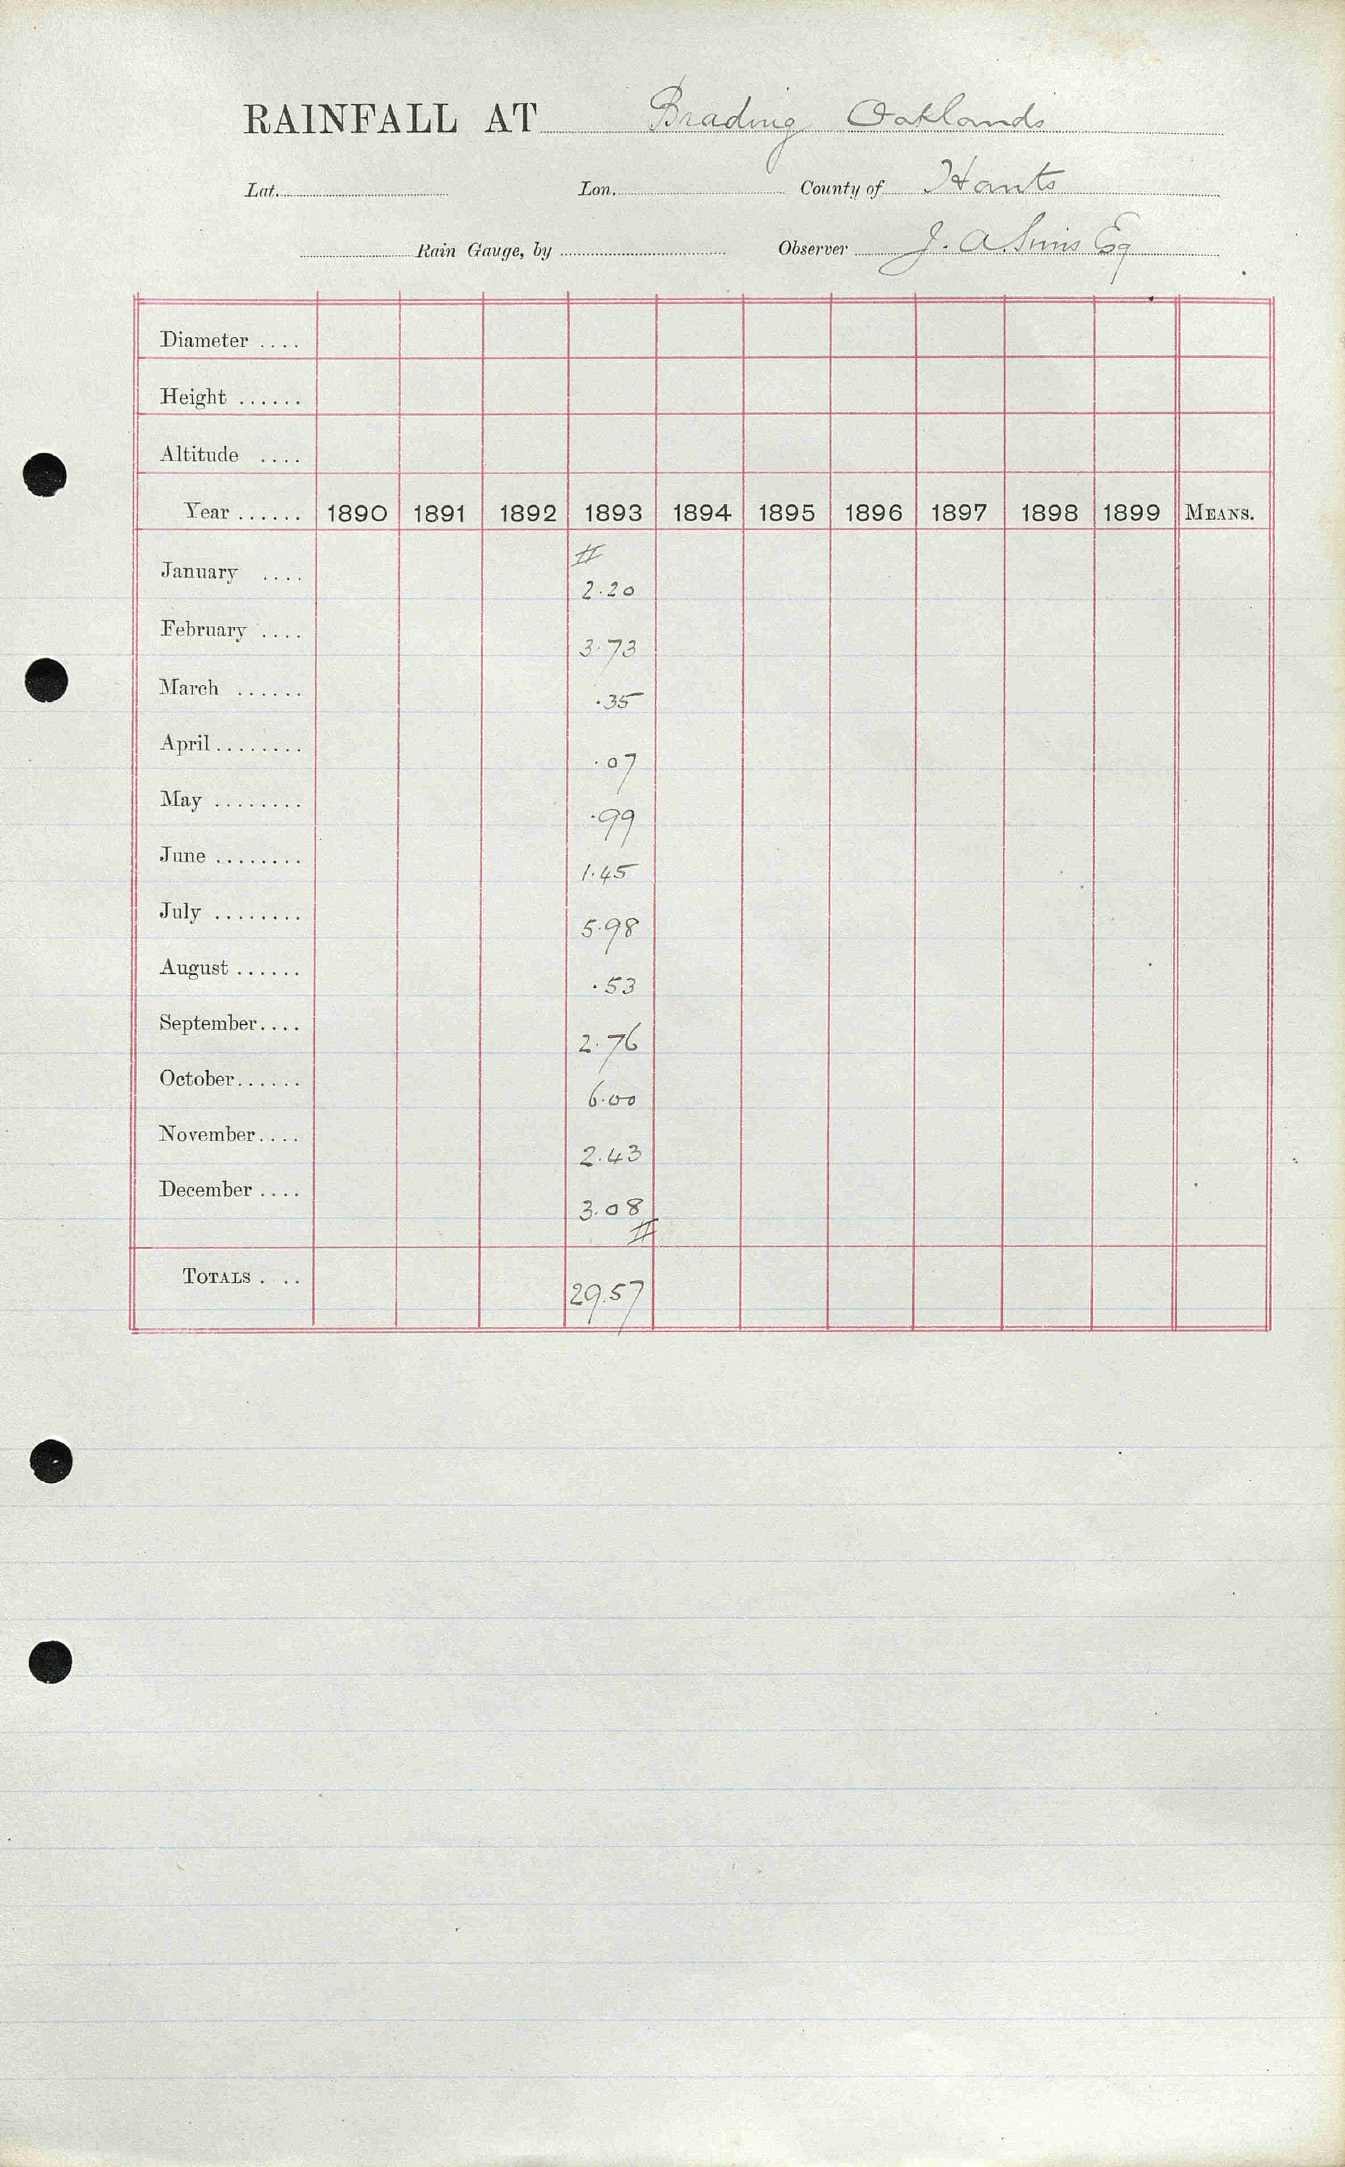 RAINFALL AT Brading Oaklands
Lat. Lon. County of Hants
Rain Gauge, by Observer J. A. Sims Esq
Diameter ....
Height ......
Altitude ....
Year ...... 1890 1891 1892 1893 1894 1895 1896 1897 1898 1899 MEANS.
#
January .... 2.20
February .... 3.73
March ...... .35
April ........ .07
May ........ .99
June ........ 1.45
July ........ 5.98
August ...... .53
September .... 2.76
October ...... 6.00
November .... 2.43
December .... 3.08
#
TOTALS . .. 29.57